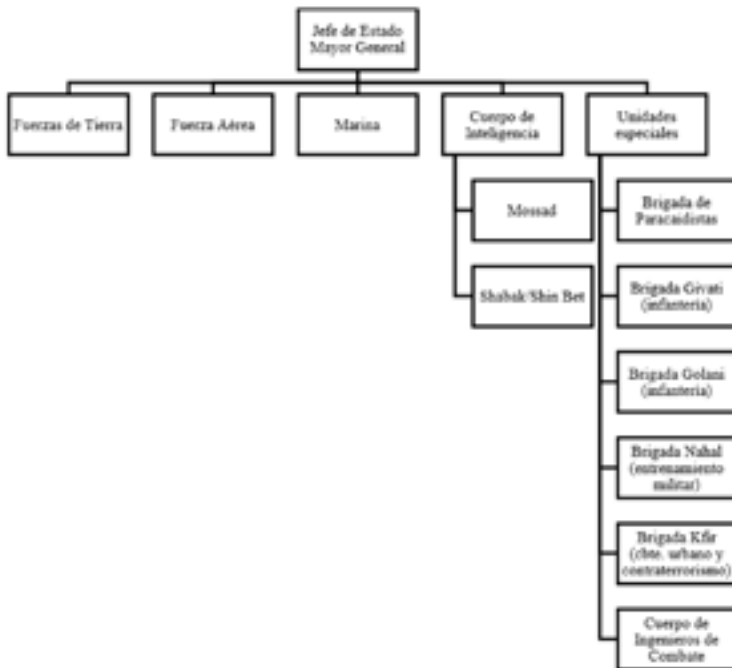 Jefe de Estado
Mayor General
Fuerzas de Tierra
Fuerza Aérea
Marina
Cuerpo de
Inteligencia
Unidades
especiales
Mossad
Shabak/Shin Bet
Brigada de
Paracaidistas
Brigada Givati
(infantería)
Brigada Golani
(infantería)
Brigada Nahal
(entrenamiento
militar)
Brigada Kfir
(cbte. urbano y
contraterrorismo)
Cuerpo de
Ingenieros de
Combate